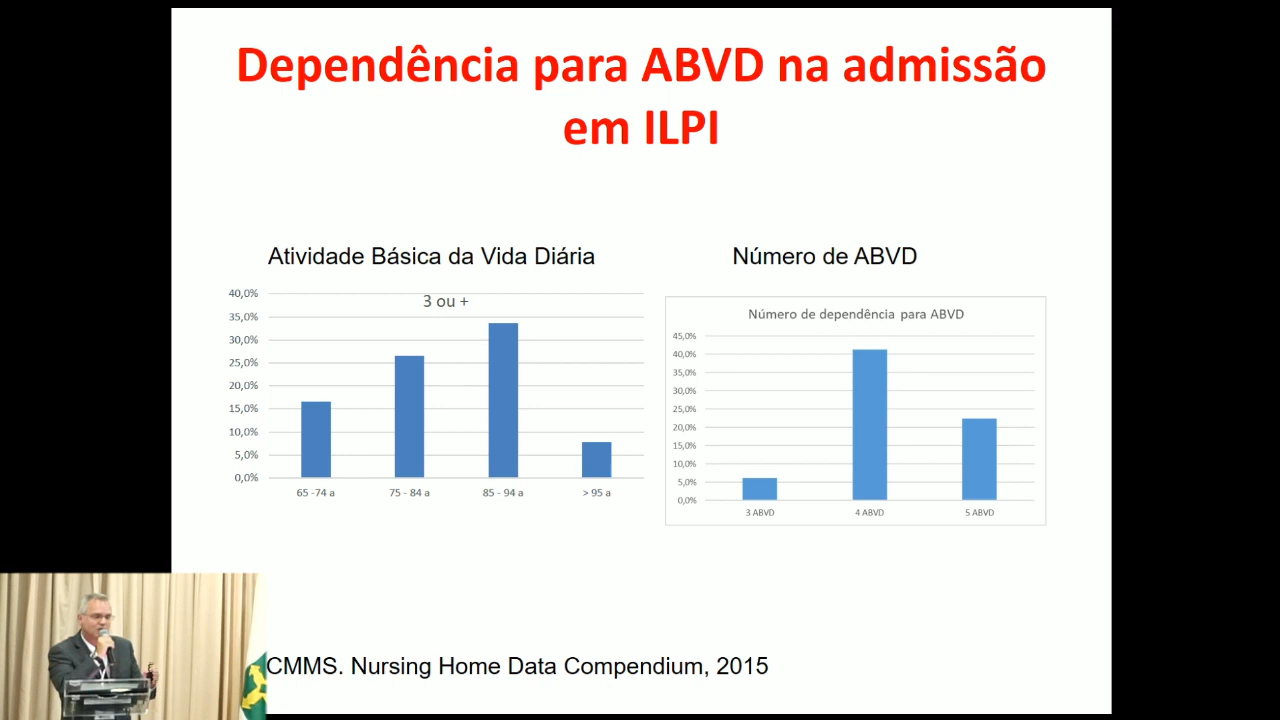 Dependência para ABVD na admissão
em ILPI
Atividade Básica da Vida Diária
3 ou +
40,0%
35,0%
30,0%
25,0%
20,0%
15,0%
10,0%
5,0%
0,0%
65 -74 a
75 - 84 a
85 - 94 a
> 95 a
Número de ABVD
Número de dependência para ABVD
45,0%
40,0%
35,0%
30,0%
25,0%
20,0%
15,0%
10,0%
5,0%
0,0%
3 ABVD
4 ABVD
5 ABVD
CMMS. Nursing Home Data Compendium, 2015